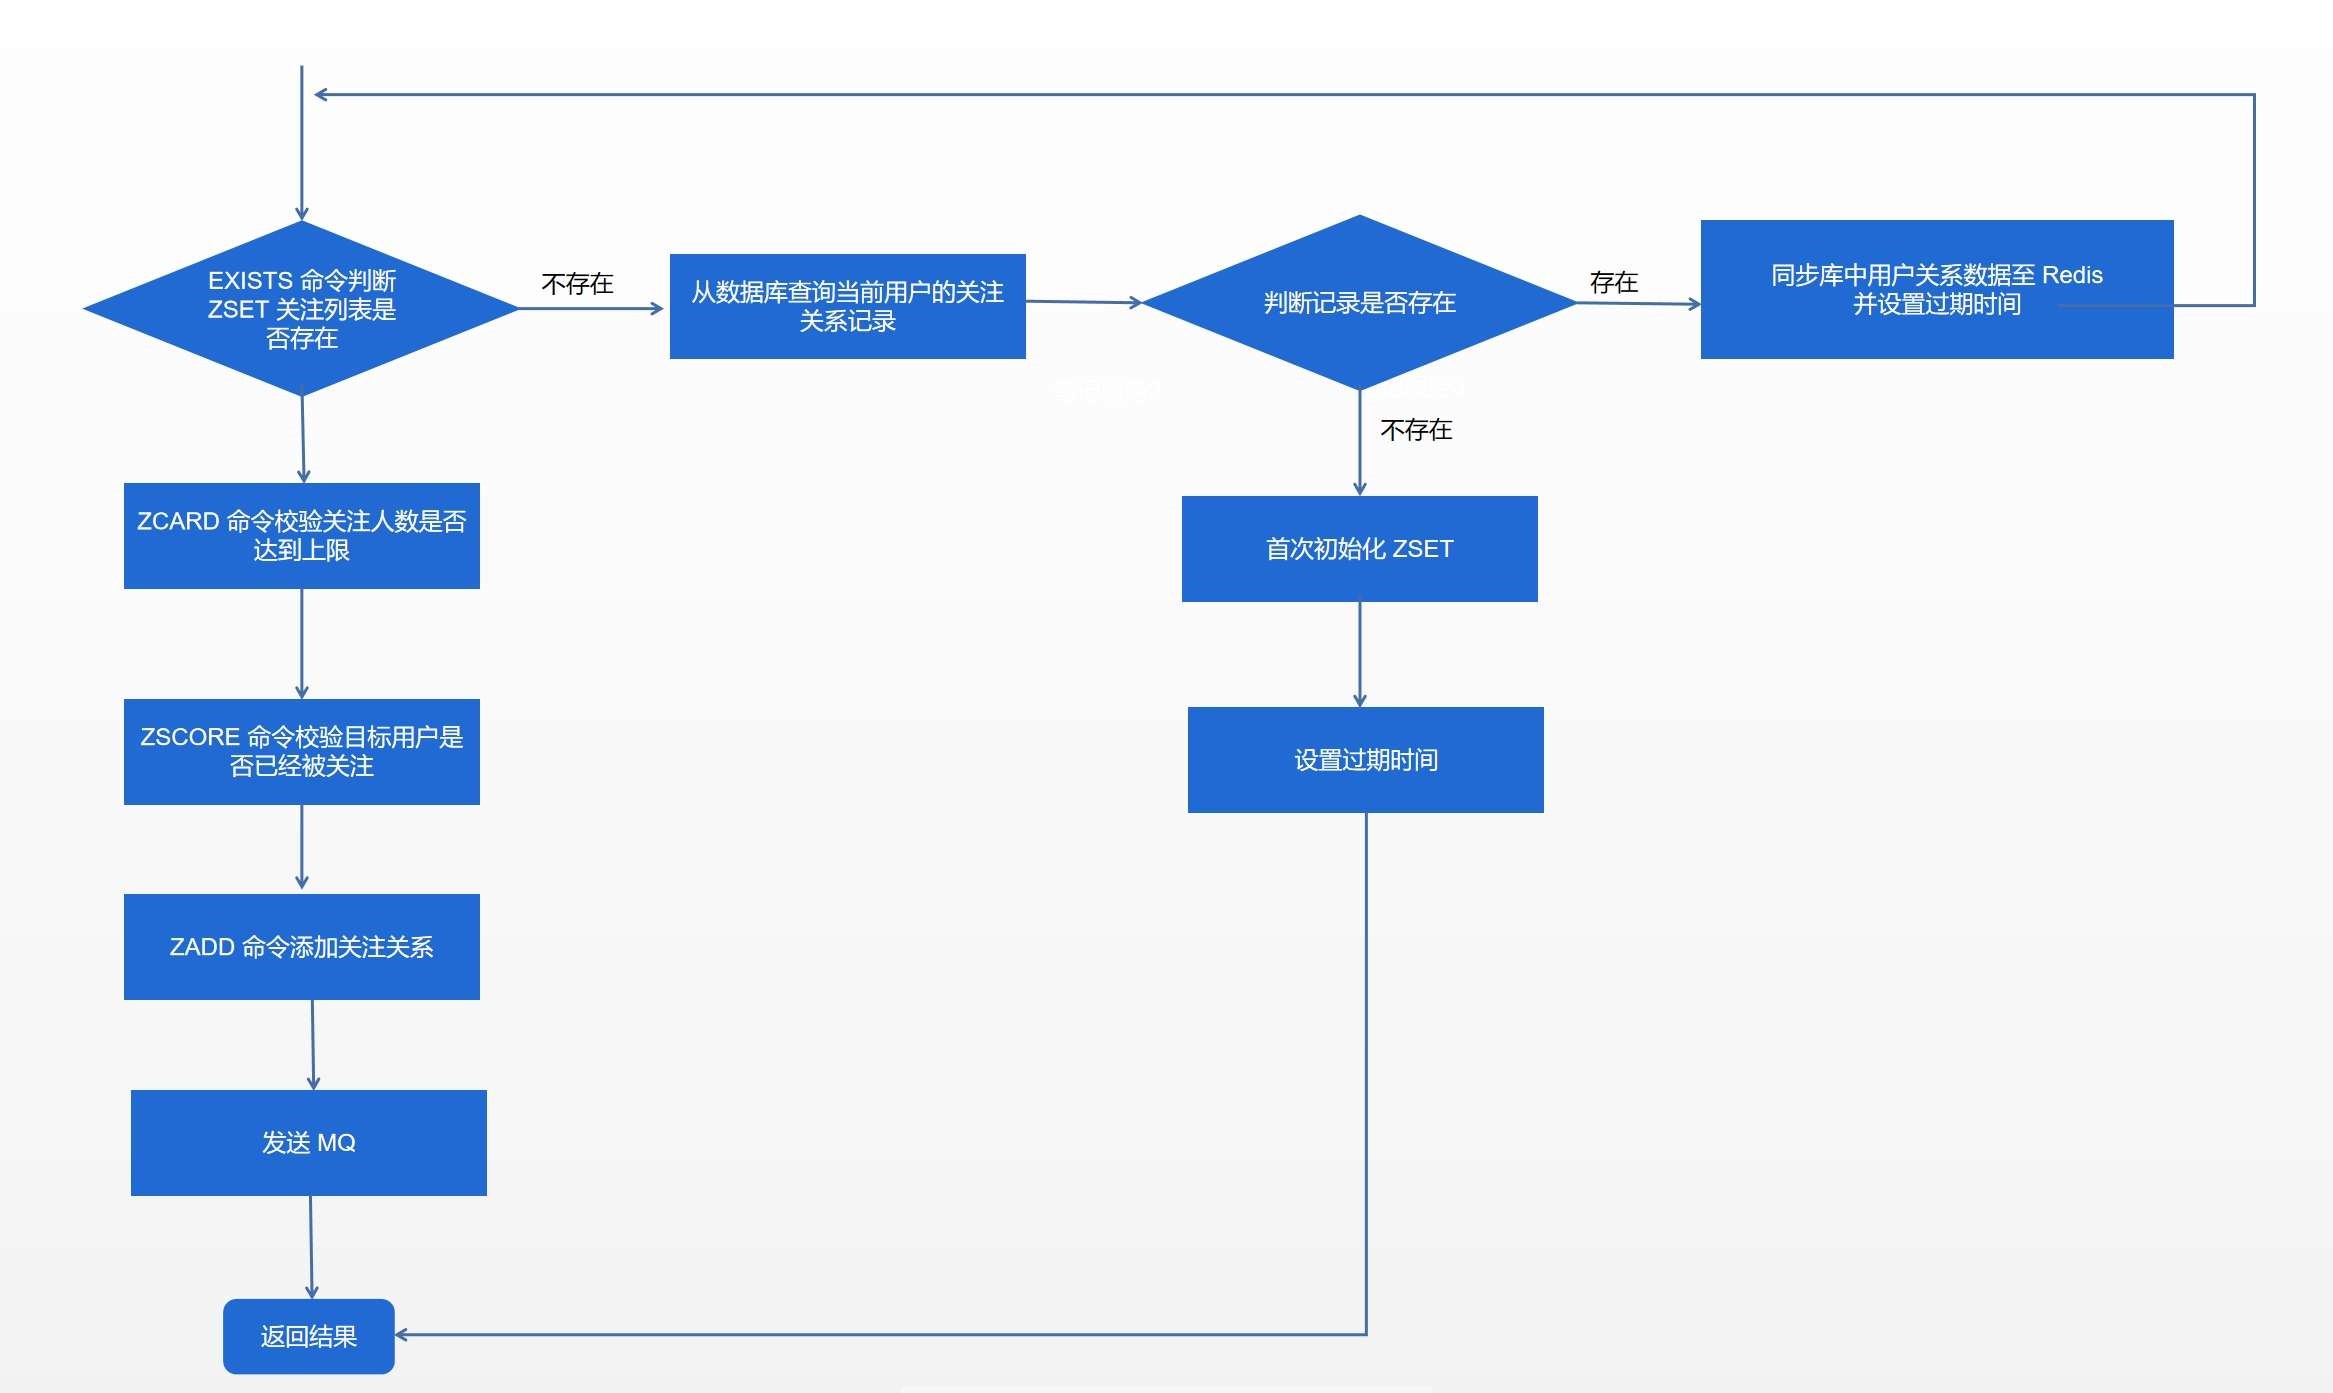 EXISTS 命令判断
ZSET 关注列表是
否存在
不存在
从数据库查询当前用户的关注
关系记录
判断记录是否存在
存在
同步库中用户关系数据至 Redis
并设置过期时间
不存在
ZCARD 命令校验关注人数是否
达到上限
首次初始化 ZSET
ZSCORE 命令校验目标用户是
否已经被关注
设置过期时间
ZADD 命令添加关注关系
发送 MQ
返回结果